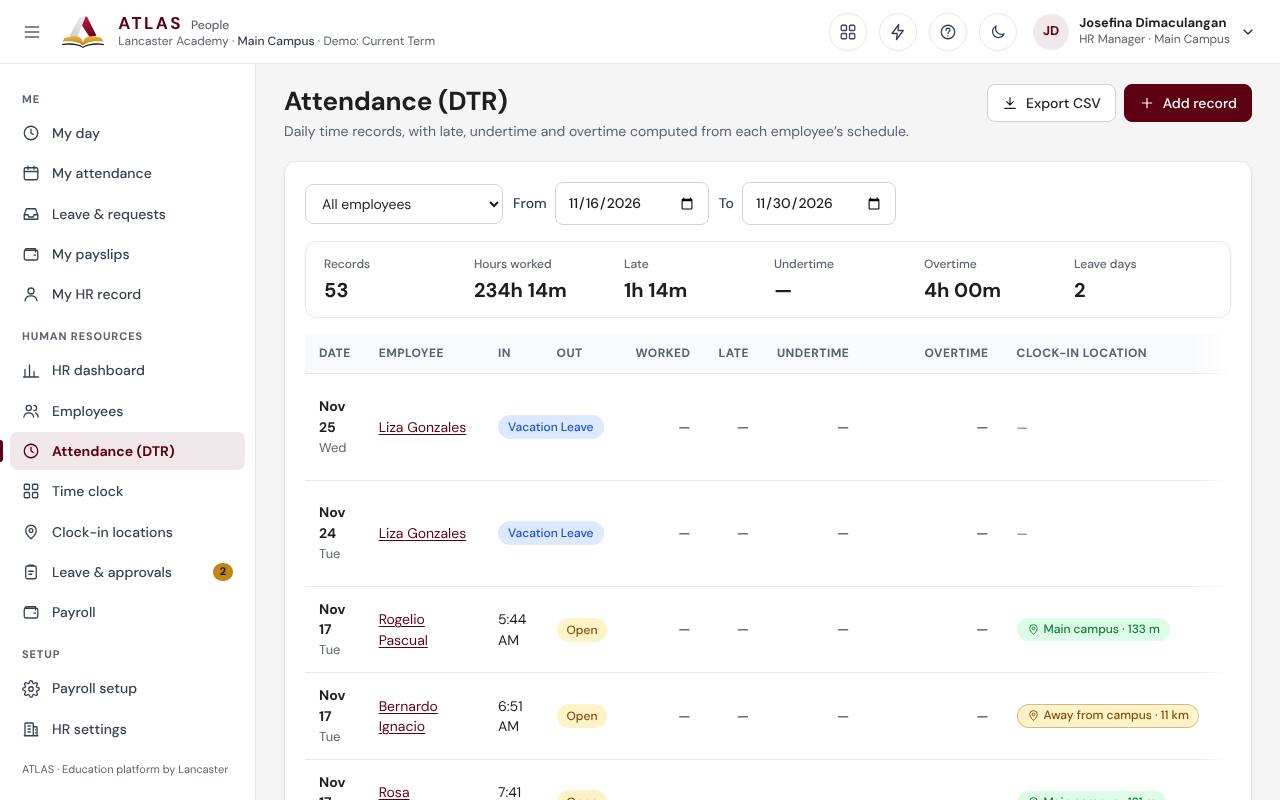 ATLAS People
Lancaster Academy · Main Campus · Demo: Current Term
JD
Josefina Dimaculangan
HR Manager · Main Campus
ME
My day
My attendance
Leave & requests
My payslips
My HR record
HUMAN RESOURCES
HR dashboard
Employees
Attendance (DTR)
Time clock
Clock-in locations
Leave & approvals 2
Payroll
SETUP
Payroll setup
HR settings
ATLAS · Education platform by Lancaster
Attendance (DTR)
Daily time records, with late, undertime and overtime computed from each employee’s schedule.
Export CSV
Add record
All employees From 11/16/2026 To 11/30/2026
Records Hours worked Late Undertime Overtime Leave days
53 234h 14m 1h 14m — 4h 00m 2
DATE EMPLOYEE IN OUT WORKED LATE UNDERTIME OVERTIME CLOCK-IN LOCATION
Nov
25
Wed
Liza Gonzales Vacation Leave — — — — —
Nov
24
Tue
Liza Gonzales Vacation Leave — — — — —
Nov
17
Tue
Rogelio
Pascual
5:44
AM
Open — — — — Main campus · 133 m
Nov
17
Tue
Bernardo
Ignacio
6:51
AM
Open — — — — Away from campus · 11 km
Nov
17
Rosa
7:41